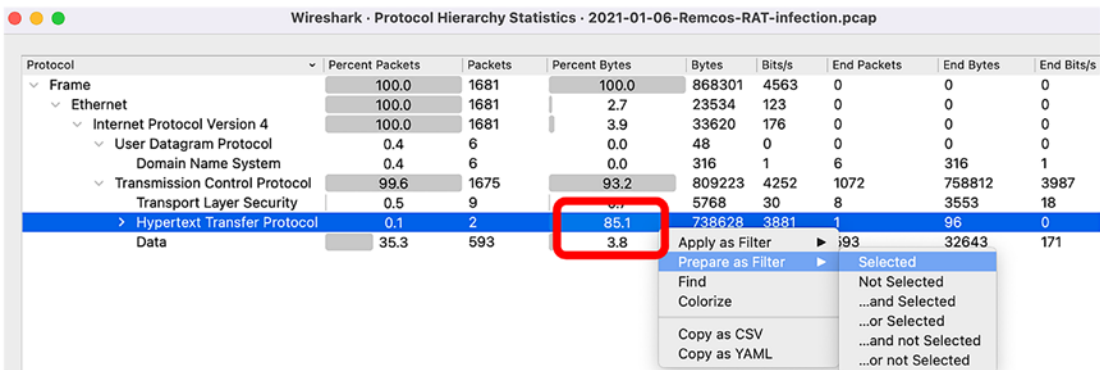 Wireshark · Protocol Hierarchy Statistics · 2021-01-06-Remcos-RAT-infection.pcap
Protocol Percent Packets Packets Percent Bytes Bytes Bits/s End Packets End Bytes End Bits/s
Frame 100.0 1681 100.0 868301 4563 0 0 0
Ethernet 100.0 1681 2.7 23534 123 0 0 0
Internet Protocol Version 4 100.0 1681 3.9 33620 176 0 0 0
User Datagram Protocol 0.4 6 0.0 48 0 0 0 0
Domain Name System 0.4 6 0.0 316 1 6 316 1
Transmission Control Protocol 99.6 1675 93.2 809223 4252 1072 758812 3987
Transport Layer Security 0.5 9 0.7 5768 30 8 3553 18
Hypertext Transfer Protocol 0.1 2 85.1 738628 3881 1 96 0
Data 35.3 593 3.8 593 32643 171
Apply as Filter
Prepare as Filter
Find
Colorize
Copy as CSV
Copy as YAML
Selected
Not Selected
...and Selected
...or Selected
...and not Selected
...or not Selected